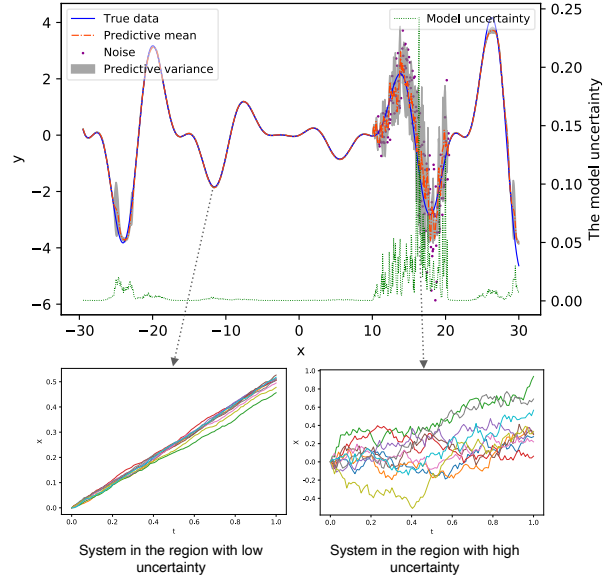 True data
Predictive mean
Noise
Predictive variance
Model uncertainty
4
2
0
−2
−4
−6
y
0.25
0.20
0.15
0.10
0.05
0.00
The model uncertainty
−30 −20 −10 0 10 20 30
x
0.5
0.4
0.3
0.2
0.1
0.0
x
0.0 0.2 0.4 0.6 0.8 1.0
t
1.0
0.8
0.6
0.4
0.2
0.0
-0.2
-0.4
x
0.0 0.2 0.4 0.6 0.8 1.0
t
System in the region with low
uncertainty
System in the region with high
uncertainty